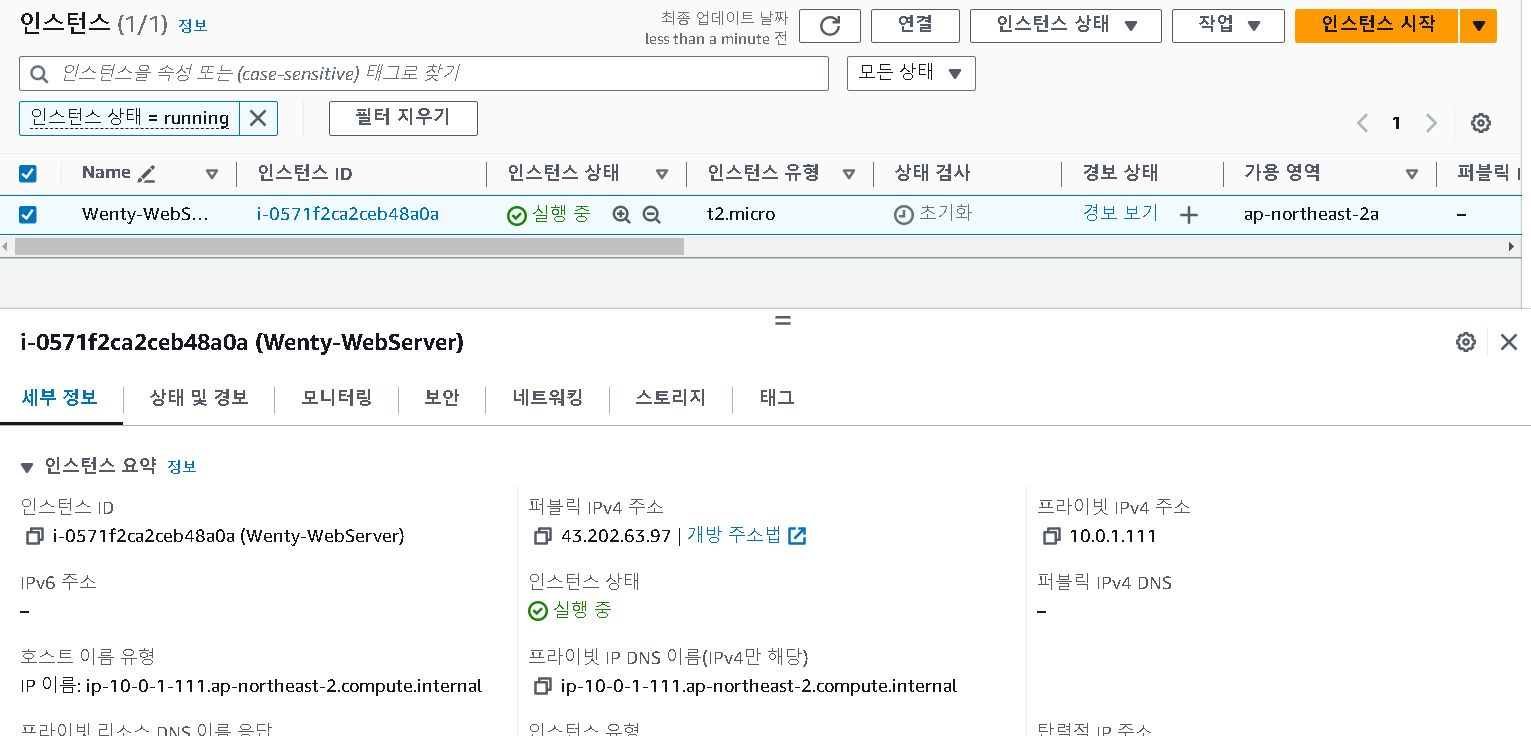 인스턴스 (1/1) 정보
최종 업데이트 날짜
less than a minute 전
연결
인스턴스 상태
작업
인스턴스 시작
인스턴스을 속성 또는 (case-sensitive) 태그로 찾기
모든 상태
인스턴스 상태 = running
필터 지우기
1
Name 인스턴스 ID 인스턴스 상태 인스턴스 유형 상태 검사 경보 상태 가용 영역 퍼블릭
Wenty-WebS... i-0571f2ca2ceb48a0a 실행 중 t2.micro 초기화 경보 보기 + ap-northeast-2a –
i-0571f2ca2ceb48a0a (Wenty-WebServer)
세부 정보 상태 및 경보 모니터링 보안 네트워킹 스토리지 태그
인스턴스 요약 정보
인스턴스 ID
i-0571f2ca2ceb48a0a (Wenty-WebServer)
퍼블릭 IPv4 주소
43.202.63.97 | 개방 주소법
프라이빗 IPv4 주소
10.0.1.111
IPv6 주소
–
인스턴스 상태
실행 중
퍼블릭 IPv4 DNS
–
호스트 이름 유형
IP 이름: ip-10-0-1-111.ap-northeast-2.compute.internal
프라이빗 IP DNS 이름(IPv4만 해당)
ip-10-0-1-111.ap-northeast-2.compute.internal
프라이빗 리소스 DNS 이름 응답
인스턴스 유형
탄력적 IP 주소